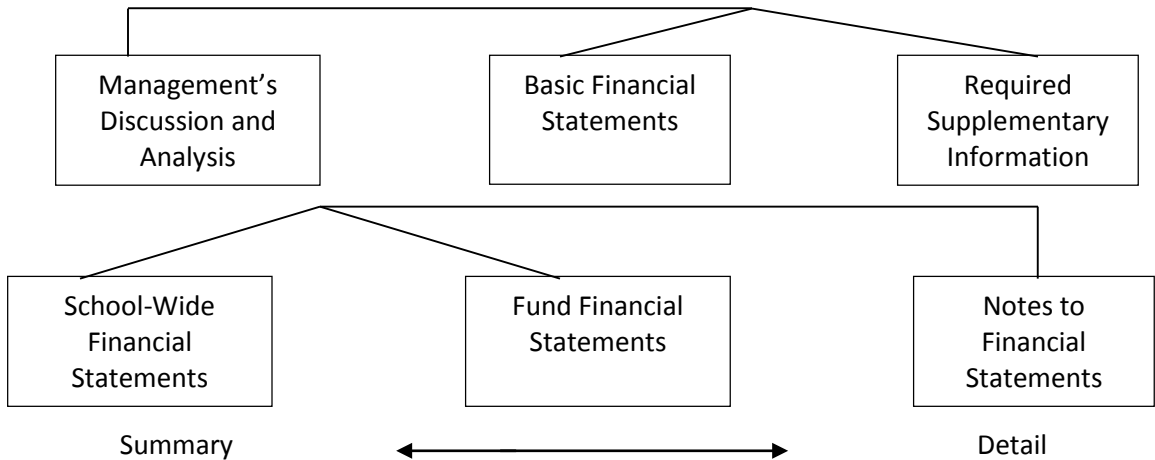 Management’s
Discussion and
Analysis
Basic Financial
Statements
Required
Supplementary
Information
School-Wide
Financial
Statements
Fund Financial
Statements
Notes to
Financial
Statements
Summary
Detail